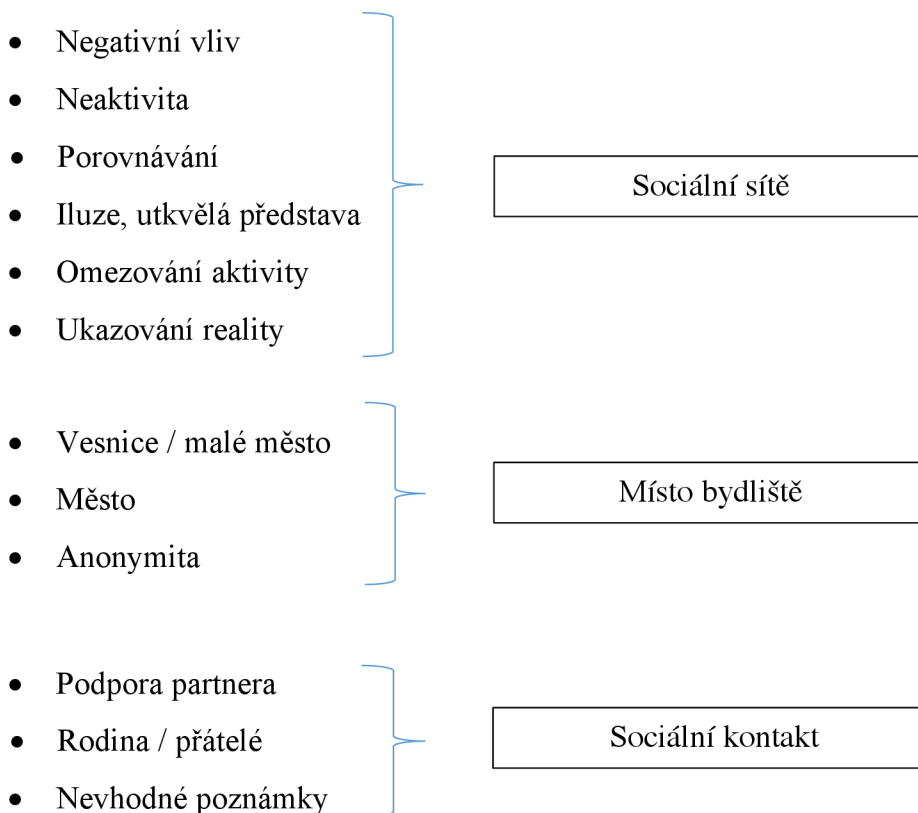 • Negativní vliv
• Neaktivita
• Porovnávání
• Iluze, utkvělá představa
• Omezování aktivity
• Ukazování reality
Sociální sítě
• Vesnice / malé město
• Město
• Anonymita
Místo bydliště
• Podpora partnera
• Rodina / přátelé
• Nevhodné poznámky
Sociální kontakt